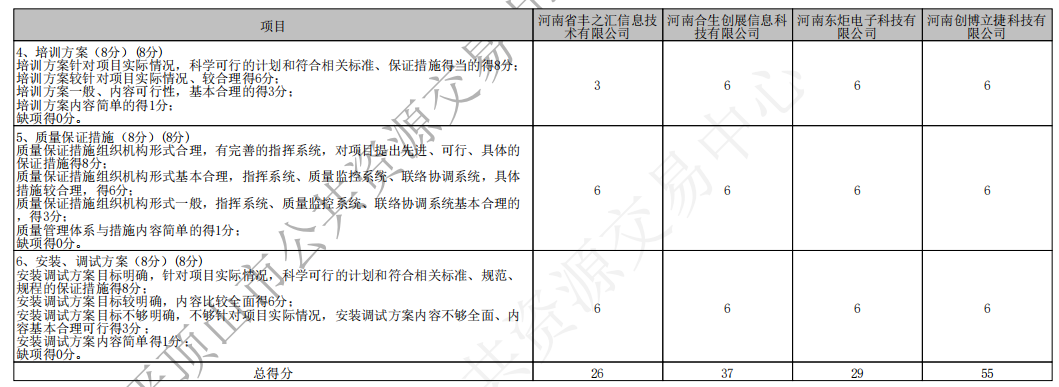 项目
河南省丰之汇信息技
术有限公司
河南合生创展信息科
技有限公司
河南东炬电子科技有
限公司
河南创博立捷科技有
限公司
4、培训方案（8分）(8分)
培训方案针对项目实际情况，科学可行的计划和符合相关标准、保证措施得当的得8分；
培训方案较针对项目实际情况、较合理得6分；
培训方案一般、内容可行性，基本合理的得3分；
培训方案内容简单的得1分；
缺项得0分。
3
6
6
6
5、质量保证措施（8分）(8分)
质量保证措施组织机构形式合理，有完善的指挥系统，对项目提出先进、可行、具体的
保证措施得8分；
质量保证措施组织机构形式基本合理，指挥系统、质量监控系统、联络协调系统，具体
措施较合理，得6分；
质量保证措施组织机构形式一般，指挥系统、质量监控系统、联络协调系统基本合理的
，得3分；
质量管理体系与措施内容简单的得1分；
缺项得0分。
6
6
6
6
6、安装、调试方案（8分）(8分)
安装调试方案目标明确，针对项目实际情况，科学可行的计划和符合相关标准、规范、
规程的保证措施得8分；
安装调试方案目标较明确，内容比较全面得6分；
安装调试方案目标不够明确，不够针对项目实际情况，安装调试方案内容不够全面、内
容基本合理可行得3分；
安装调试方案内容简单得1分；
缺项得0分。
6
6
6
6
总得分
26
37
29
55
平顶山市公共资源交易中心
共资源交易中心